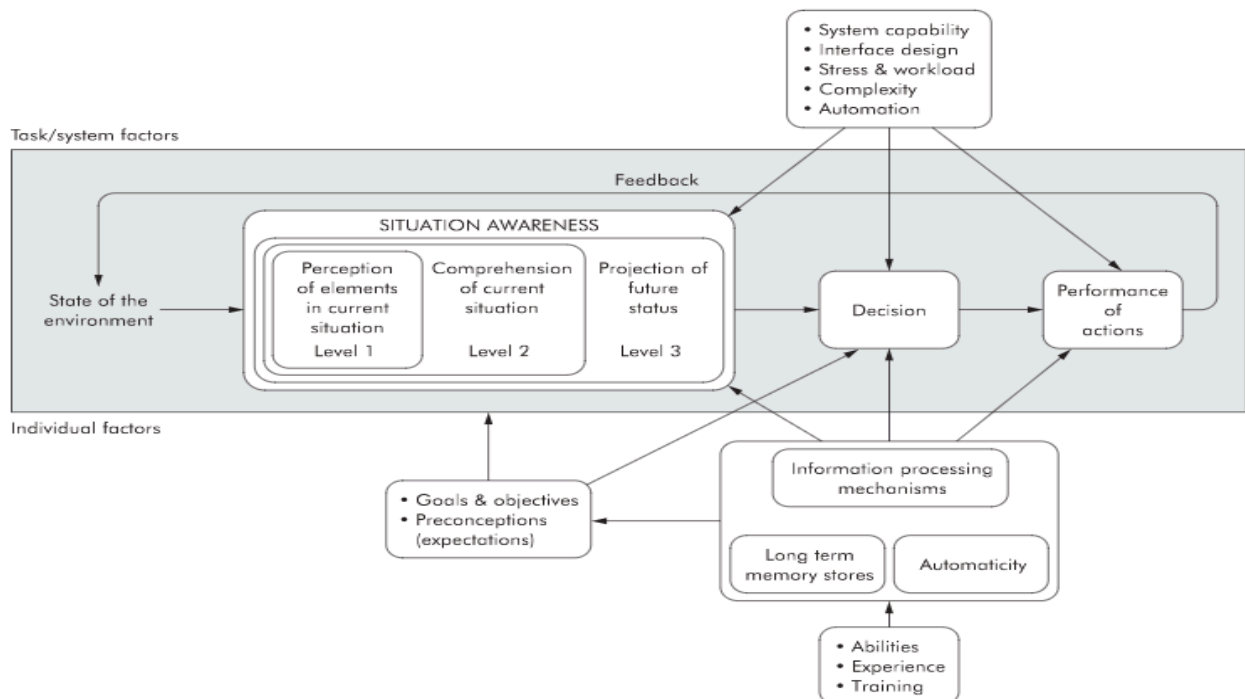 • System capability
• Interface design
• Stress & workload
• Complexity
• Automation
Task/system factors
Feedback
SITUATION AWARENESS
Perception
of elements
in current
situation
Level 1
Comprehension
of current
situation
Level 2
Projection of
future
status
Level 3
State of the
environment
Decision
Performance
of
actions
Individual factors
• Goals & objectives
• Preconceptions
(expectations)
Information processing
mechanisms
Long term
memory stores
Automaticity
• Abilities
• Experience
• Training